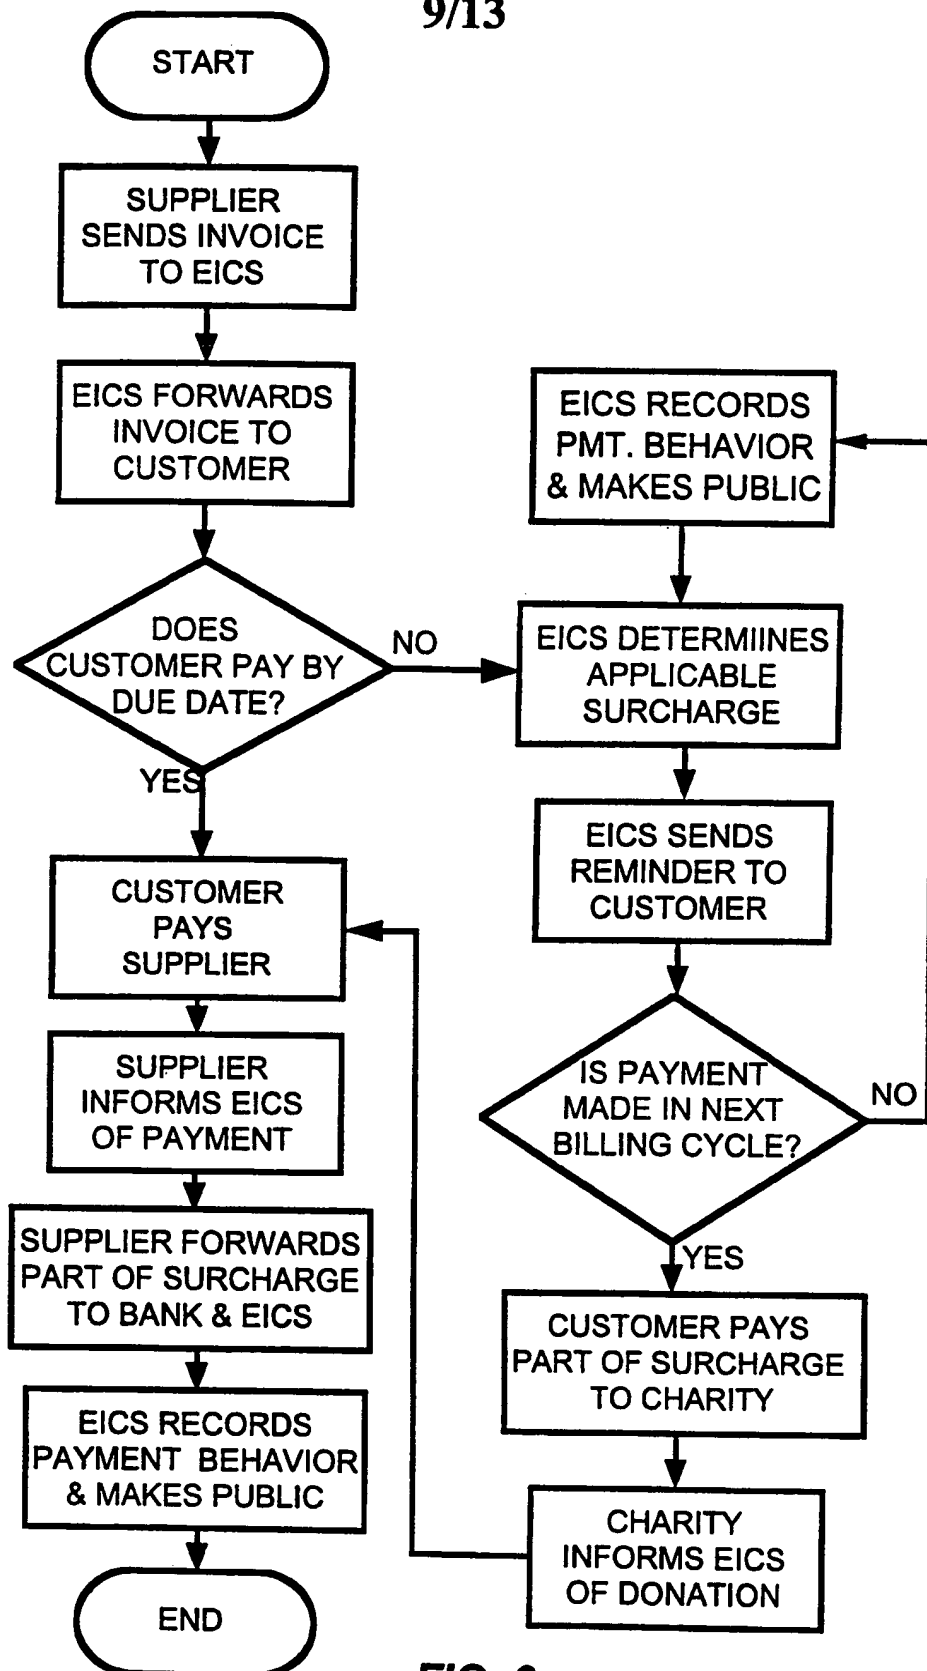 9/13
START
SUPPLIER
SENDS INVOICE
TO EICS
EICS FORWARDS
INVOICE TO
CUSTOMER
DOES
CUSTOMER PAY BY
DUE DATE?
NO
YES
CUSTOMER
PAYS
SUPPLIER
SUPPLIER
INFORMS EICS
OF PAYMENT
SUPPLIER FORWARDS
PART OF SURCHARGE
TO BANK & EICS
EICS RECORDS
PAYMENT BEHAVIOR
& MAKES PUBLIC
END
EICS RECORDS
PMT. BEHAVIOR
& MAKES PUBLIC
EICS DETERMIINES
APPLICABLE
SURCHARGE
EICS SENDS
REMINDER TO
CUSTOMER
IS PAYMENT
MADE IN NEXT
BILLING CYCLE?
NO
YES
CUSTOMER PAYS
PART OF SURCHARGE
TO CHARITY
CHARITY
INFORMS EICS
OF DONATION
FIG.